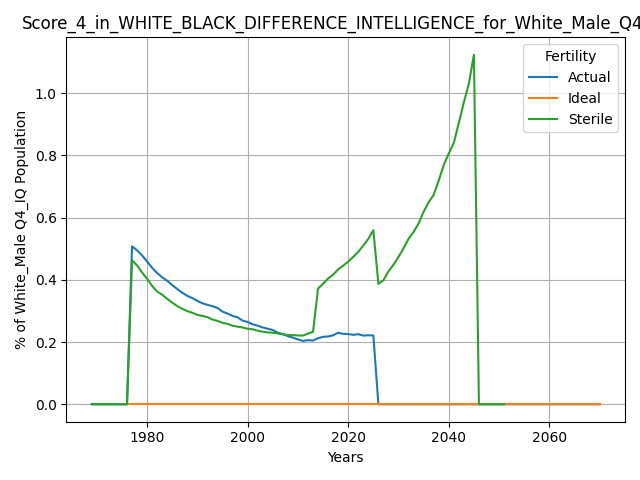 Score_4_in_WHITE_BLACK_DIFFERENCE_INTELLIGENCE_for_White_Male_Q4
% of White_Male Q4_IQ Population
1.0
0.8
0.6
0.4
0.2
0.0
Fertility
Actual
Ideal
Sterile
1980
2000
2020
2040
2060
Years